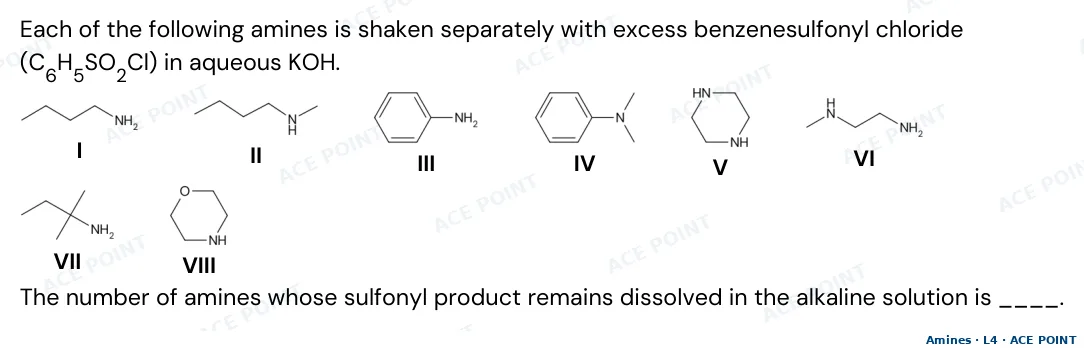 Each of the following amines is shaken separately with excess benzenesulfonyl chloride
(C6H5SO2Cl) in aqueous KOH.
NH2
I
N
H
II
NH2
III
N
IV
HN
NH
V
H
N
NH2
VI
NH2
VII
O
NH
VIII
The number of amines whose sulfonyl product remains dissolved in the alkaline solution is ____.
Amines · L4 · ACE POINT
ACE POINT